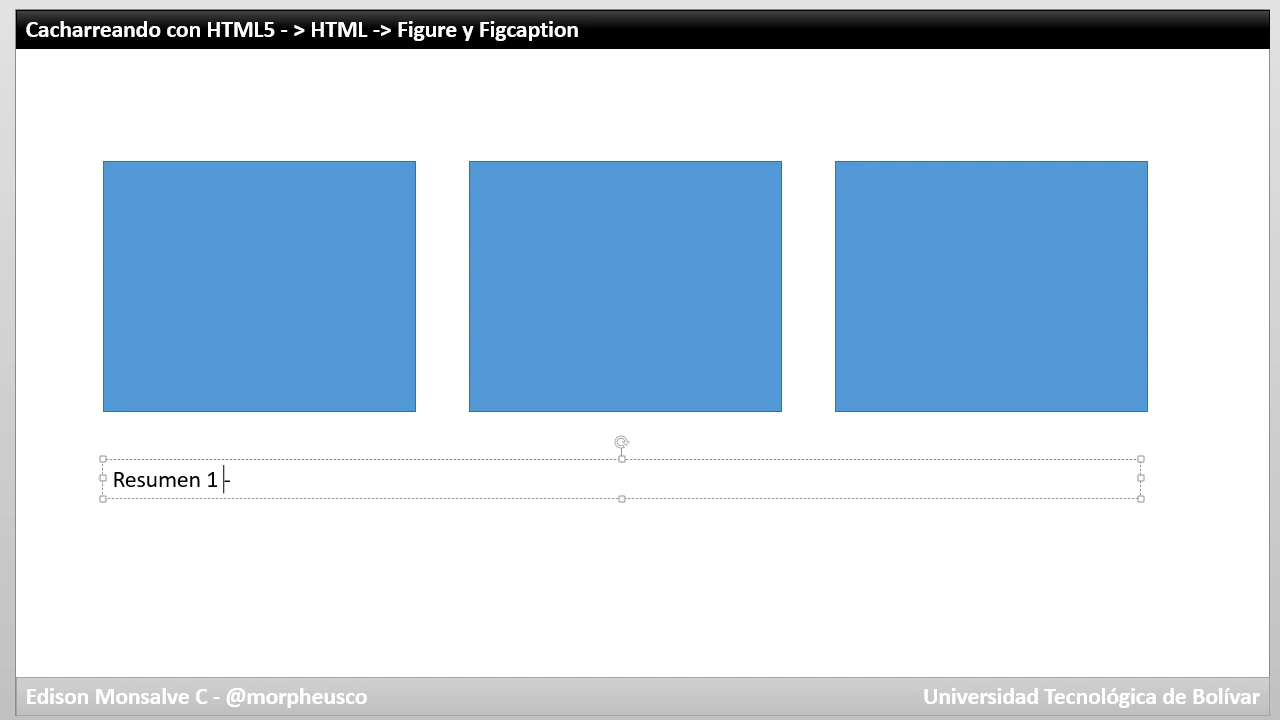 Cacharreando con HTML5 - > HTML -> Figure y Figcaption
Resumen 1 -
Edison Monsalve C - @morpheusco
Universidad Tecnológica de Bolívar